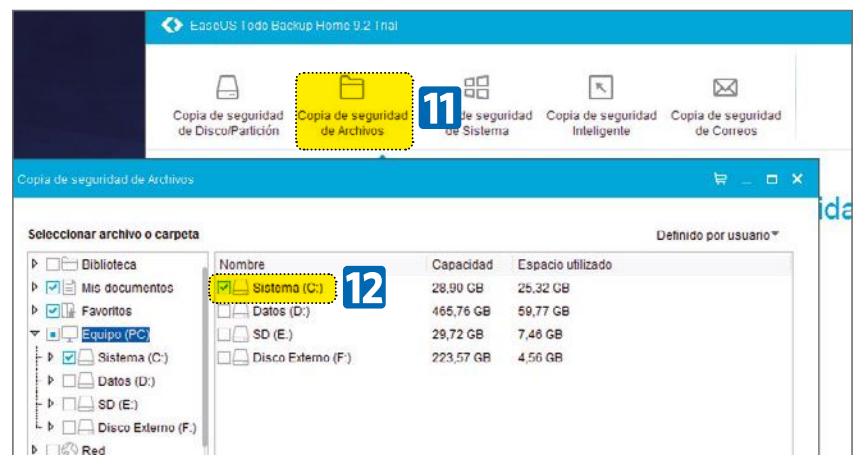 EaseUS Todo Backup Home 9.2 Trial
Copia de seguridad de Disco/Partición
Copia de seguridad de Archivos
11
de seguridad de Sistema
Copia de seguridad Inteligente
Copia de seguridad de Correos
Copia de seguridad de Archivos
ida
Seleccionar archivo o carpeta
Definido por usuario
Biblioteca
Mis documentos
Favoritos
Equipo (PC)
Sistema (C:)
Datos (D:)
SD (E:)
Disco Externo (F:)
Red
Nombre Capacidad Espacio utilizado
Sistema (C:) 12 28,90 GB 25,32 GB
Datos (D:) 465,76 GB 59,77 GB
SD (E:) 29,72 GB 7,46 GB
Disco Externo (F:) 223,57 GB 4,56 GB